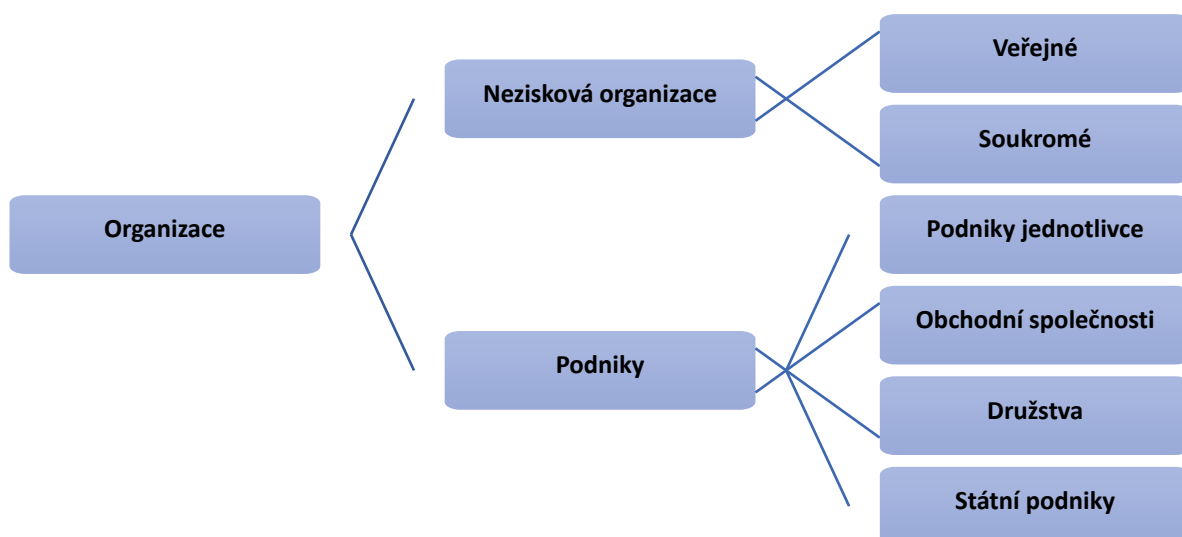 Organizace
Nezisková organizace
Veřejné
Soukromé
Podniky
Podniky jednotlivce
Obchodní společnosti
Družstva
Státní podniky